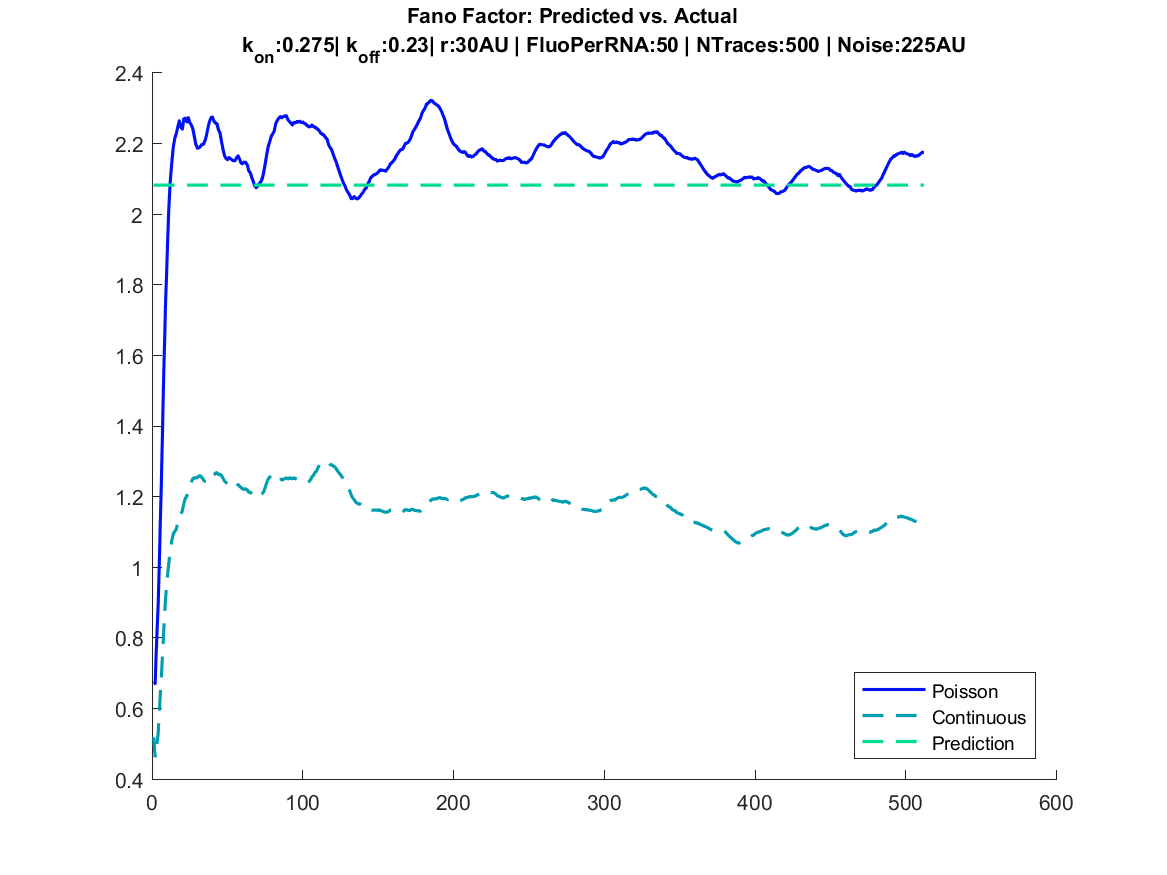 Fano Factor: Predicted vs. Actual
k_on:0.275| k_off:0.23| r:30AU | FluoPerRNA:50 | NTraces:500 | Noise:225AU
2.4
2.2
2
1.8
1.6
1.4
1.2
1
0.8
0.6
0.4
Poisson
Continuous
Prediction
0 100 200 300 400 500 600